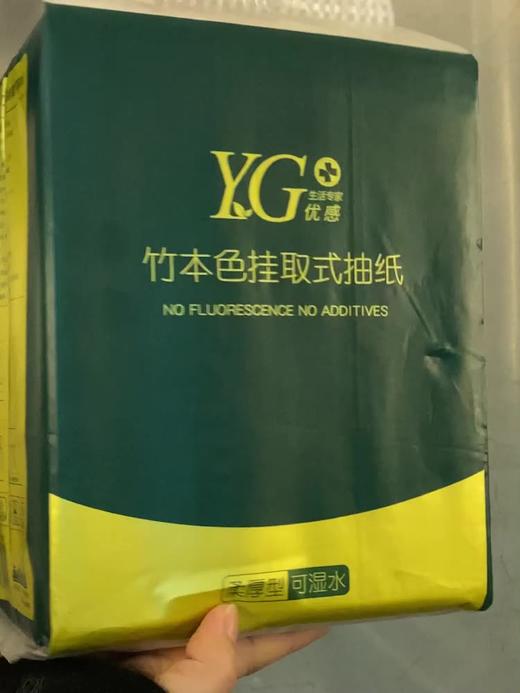 YG
生活专家
优感
竹本色挂取式抽纸
NO FLUORESCENCE NO ADDITIVES
柔厚型 可湿水